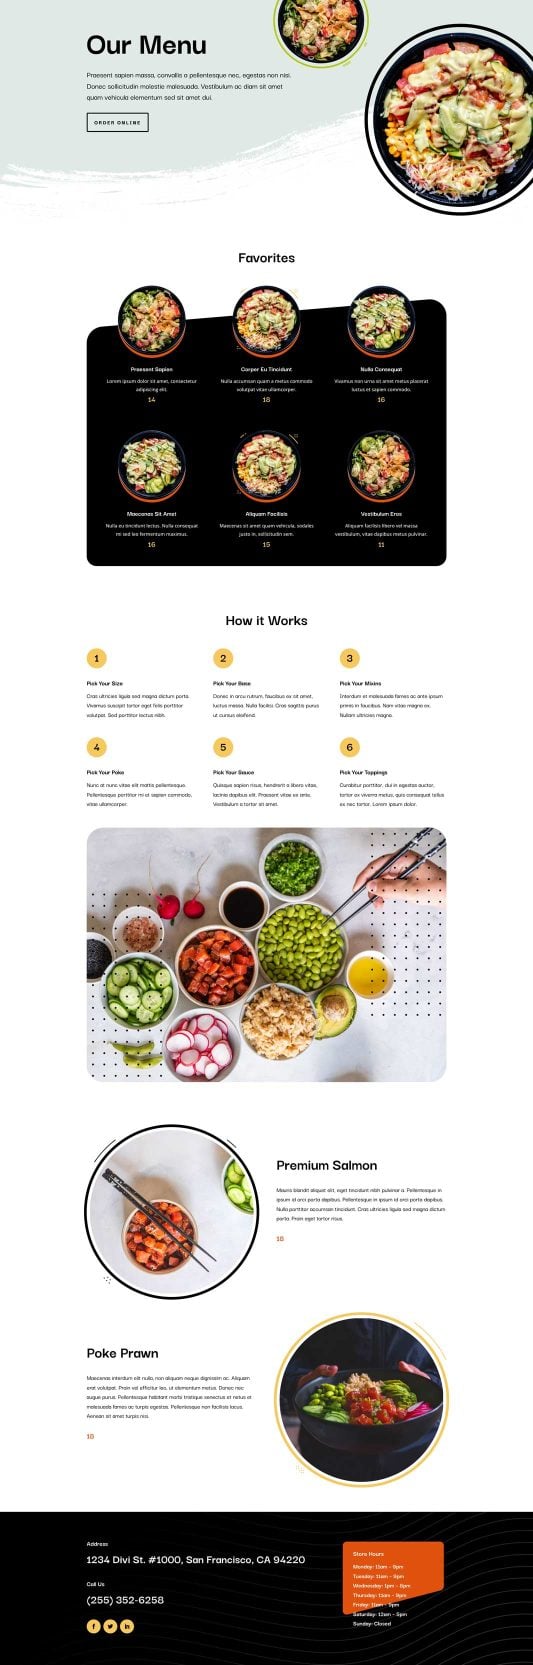 Our Menu
Praesent sapien massa, convallis a pellentesque nec, egestas non nisi.
Donec sollicitudin molestie malesuada. Vestibulum ac diam sit amet
quam vehicula elementum sed sit amet dui.
ORDER ONLINE
Favorites
Praesent Sapien
Lorem ipsum dolor sit amet, consectetur
adipiscing elit.
14
Corper Eu Tincidunt
Nulla accumsan quam a metus commodo
volutpat vitae ullamcorper.
18
Nulla Consequat
Vivamus non urna sit amet metus placerat
luctus et sapien commodo.
16
Maecenas Sit Amet
Nulla eu tincidunt lectus. Nulla consequat
mi sed leo fermentum maximus.
16
Aliquam Facilisis
Maecenas sit amet quam vehicula, sodales
justo in, sollicitudin sem.
15
Vestibulum Eros
Aliquam facilisis libero vel massa
vestibulum, vitae dapibus metus pulvinar.
11
How it Works
1
Pick Your Size
Cras ultricies ligula sed magna dictum porta.
Vivamus suscipit tortor eget felis porttitor
volutpat. Sed porttitor lectus nibh.
2
Pick Your Base
Donec in arcu rutrum, faucibus ex sit amet,
luctus massa. Nulla facilisi. Cras sagittis purus
ut cursus eleifend.
3
Pick Your Mixins
Interdum et malesuada fames ac ante ipsum
primis in faucibus. Nam vitae magna ex.
Nullam ultricies magna.
4
Pick Your Poke
Nunc at nunc vitae elit mattis pellentesque.
Pellentesque porttitor mi at sapien commodo,
vitae ullamcorper.
5
Pick Your Sauce
Quisque sapien risus, hendrerit a libero vitae,
lacinia dapibus elit. Praesent vitae ex ante.
Vestibulum a tortor sit amet.
6
Pick Your Toppings
Curabitur porttitor, dui in egestas auctor,
tortor ex viverra metus, quis consequat tellus
ex nec tortor. Lorem ipsum dolor.
Premium Salmon
Mauris blandit aliquet elit, eget tincidunt nibh pulvinar a. Pellentesque in
ipsum id orci porta dapibus. Pellentesque in ipsum id orci porta dapibus.
Nulla porttitor accumsan tincidunt. Cras ultricies ligula sed magna dictum
porta. Proin eget tortor risus.
18
Poke Prawn
Maecenas interdum elit nulla, non aliquam neque dignissim ac. Aliquam
erat volutpat. Proin vel efficitur leo, ut elementum metus. Donec nec
augue purus. Pellentesque habitant morbi tristique senectus et netus et
malesuada fames ac turpis egestas. Pellentesque non facilisis lacus.
Aenean sit amet turpis nisi.
18
Address
1234 Divi St. #1000, San Francisco, CA 94220
Call Us
(255) 352-6258
Store Hours
Monday: 11am - 9pm
Tuesday: 11am - 9pm
Wednesday: 1pm - 9pm
Thursday: 11am - 9pm
Friday: 11am - 9pm
Saturday: 12am - 5pm
Sunday: Closed